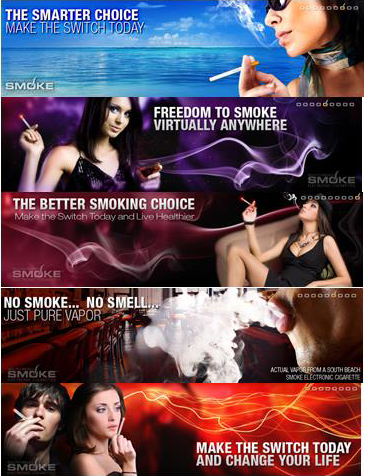 THE SMARTER CHOICE
MAKE THE SWITCH TODAY
SMOKE
FREEDOM TO SMOKE
VIRTUALLY ANYWHERE
SMOKE
THE BETTER SMOKING CHOICE
Make the Switch Today and Live Healthier
SMOKE
NO SMOKE... NO SMELL...
JUST PURE VAPOR
SMOKE
ACTUAL VAPOR FROM A SOUTH BEACH
SMOKE ELECTRONIC CIGARETTE
MAKE THE SWITCH TODAY
AND CHANGE YOUR LIFE
SMOKE